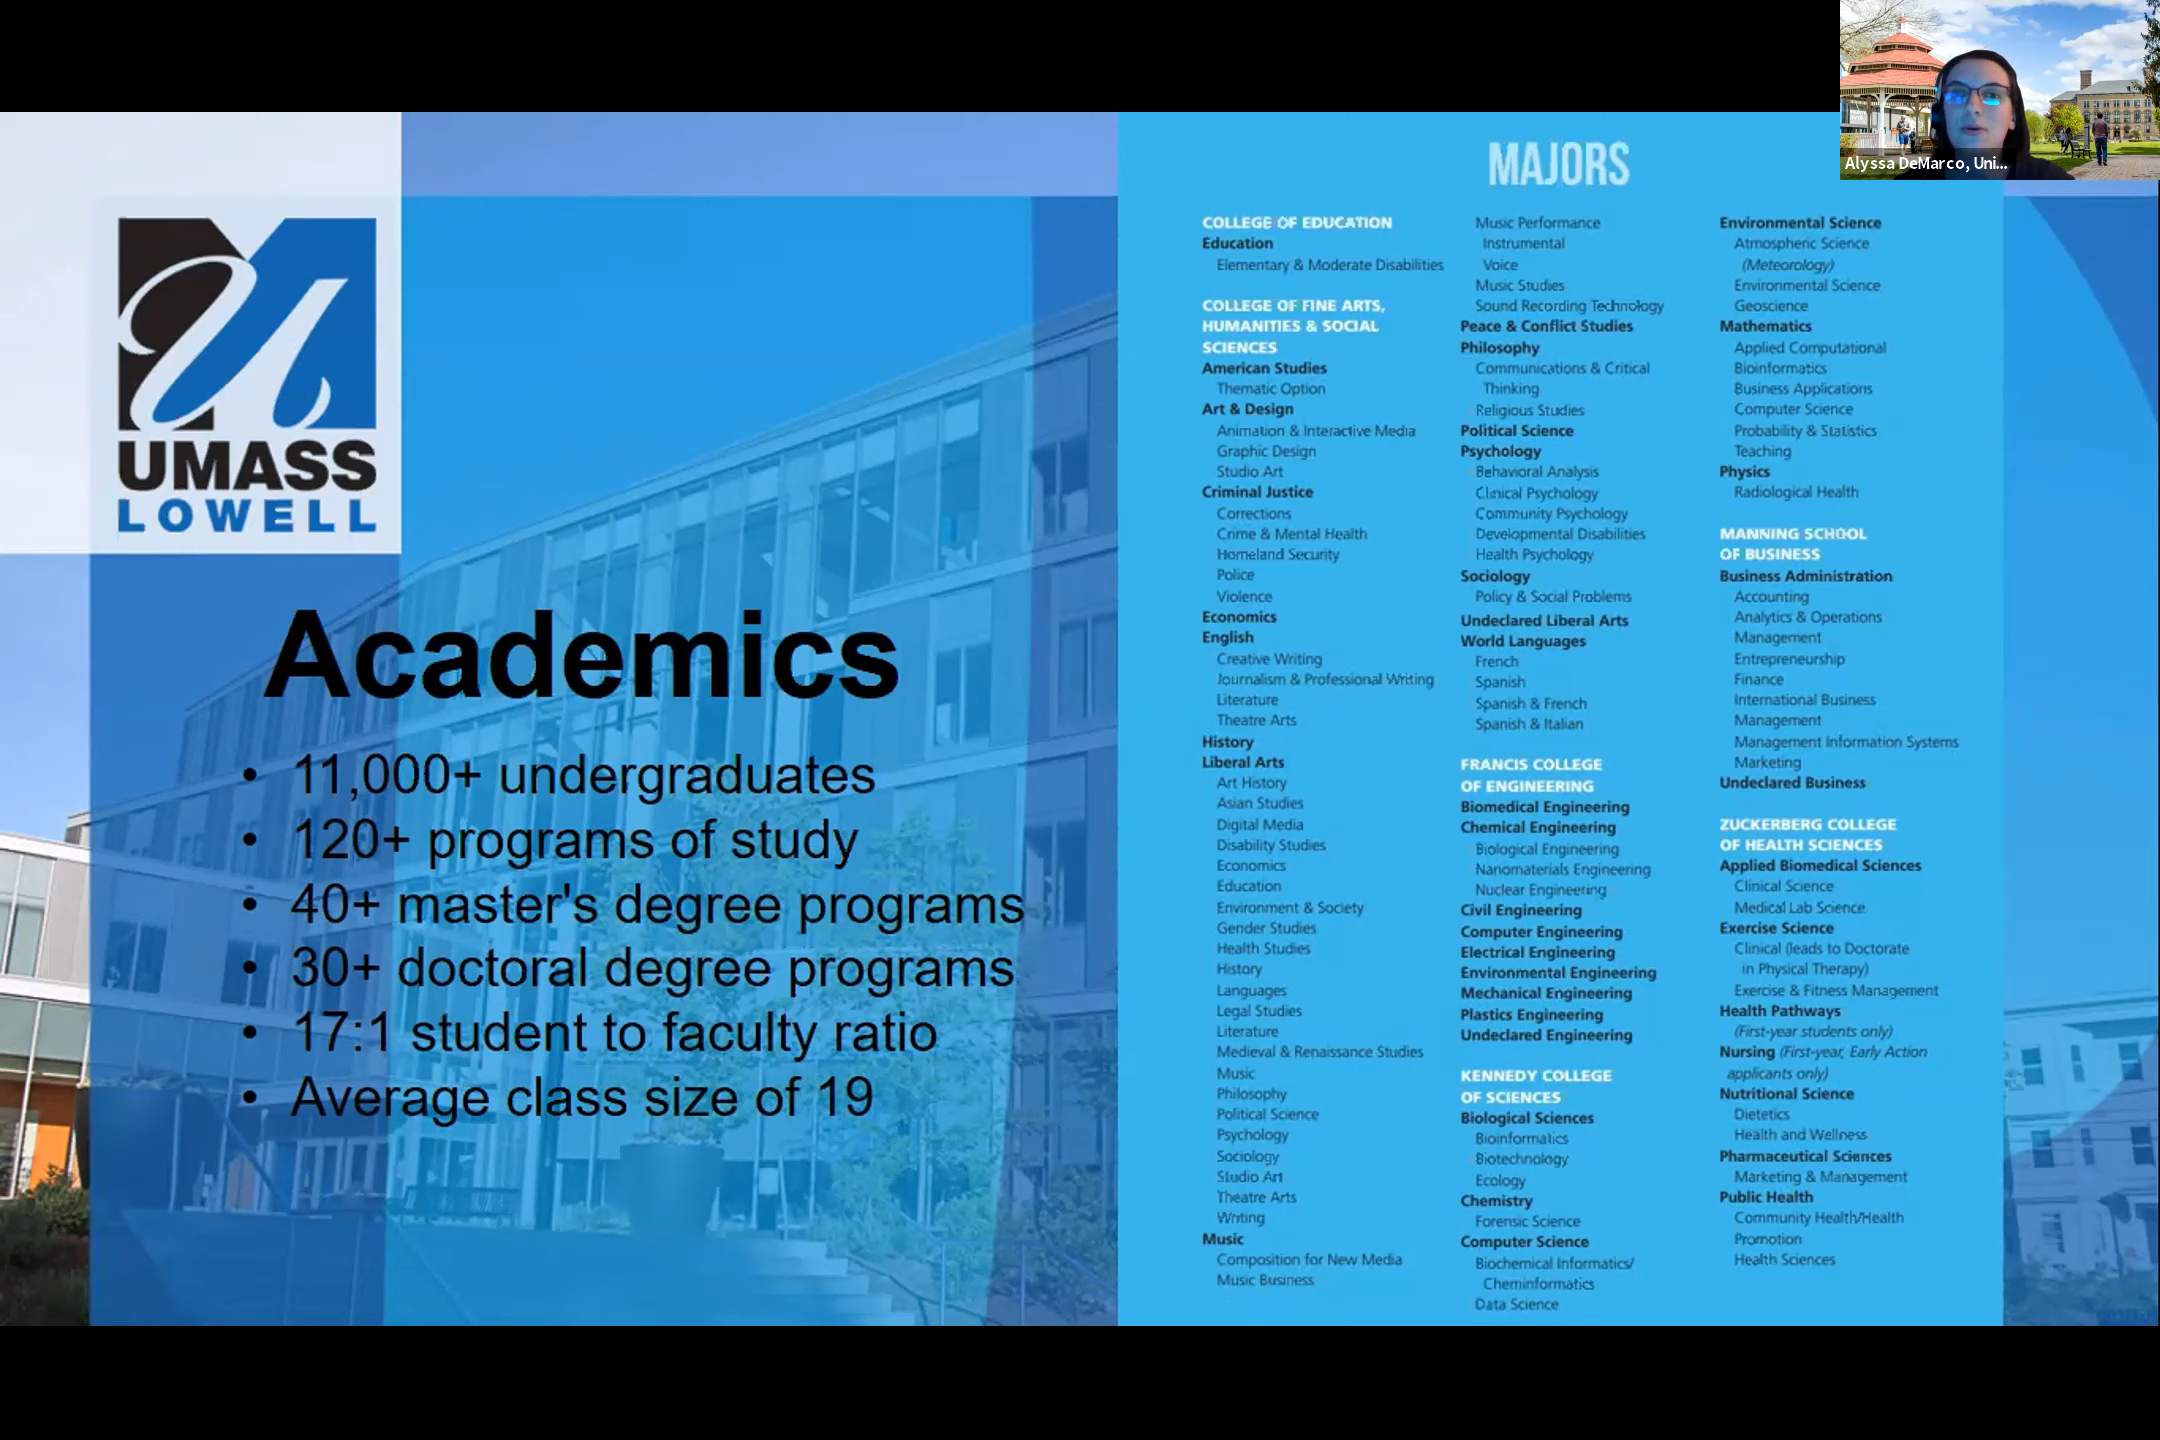 Alyssa DeMarco, Uni...
UMASS
LOWELL
Academics
• 11,000+ undergraduates
• 120+ programs of study
• 40+ master's degree programs
• 30+ doctoral degree programs
• 17:1 student to faculty ratio
• Average class size of 19
MAJORS
COLLEGE OF EDUCATION
Education
Elementary & Moderate Disabilities
COLLEGE OF FINE ARTS,
HUMANITIES & SOCIAL
SCIENCES
American Studies
Thematic Option
Art & Design
Animation & Interactive Media
Graphic Design
Studio Art
Criminal Justice
Corrections
Crime & Mental Health
Homeland Security
Police
Violence
Economics
English
Creative Writing
Journalism & Professional Writing
Literature
Theatre Arts
History
Liberal Arts
Art History
Asian Studies
Digital Media
Disability Studies
Economics
Education
Environment & Society
Gender Studies
Health Studies
History
Languages
Legal Studies
Literature
Medieval & Renaissance Studies
Music
Philosophy
Political Science
Psychology
Sociology
Studio Art
Theatre Arts
Writing
Music
Composition for New Media
Music Business
Music Performance
Instrumental
Voice
Music Studies
Sound Recording Technology
Peace & Conflict Studies
Philosophy
Communications & Critical
Thinking
Religious Studies
Political Science
Psychology
Behavioral Analysis
Clinical Psychology
Community Psychology
Developmental Disabilities
Health Psychology
Sociology
Policy & Social Problems
Undeclared Liberal Arts
World Languages
French
Spanish
Spanish & French
Spanish & Italian
FRANCIS COLLEGE
OF ENGINEERING
Biomedical Engineering
Chemical Engineering
Biological Engineering
Nanomaterials Engineering
Nuclear Engineering
Civil Engineering
Computer Engineering
Electrical Engineering
Environmental Engineering
Mechanical Engineering
Plastics Engineering
Undeclared Engineering
KENNEDY COLLEGE
OF SCIENCES
Biological Sciences
Bioinformatics
Biotechnology
Ecology
Chemistry
Forensic Science
Computer Science
Biochemical Informatics/
Cheminformatics
Data Science
Environmental Science
Atmospheric Science
(Meteorology)
Environmental Science
Geoscience
Mathematics
Applied Computational
Bioinformatics
Business Applications
Computer Science
Probability & Statistics
Teaching
Physics
Radiological Health
MANNING SCHOOL
OF BUSINESS
Business Administration
Accounting
Analytics & Operations
Management
Entrepreneurship
Finance
International Business
Management
Management Information Systems
Marketing
Undeclared Business
ZUCKERBERG COLLEGE
OF HEALTH SCIENCES
Applied Biomedical Sciences
Clinical Science
Medical Lab Science
Exercise Science
Clinical (leads to Doctorate
in Physical Therapy)
Exercise & Fitness Management
Health Pathways
(First-year students only)
Nursing (First-year, Early Action
applicants only)
Nutritional Science
Dietetics
Health and Wellness
Pharmaceutical Sciences
Marketing & Management
Public Health
Community Health/Health
Promotion
Health Sciences